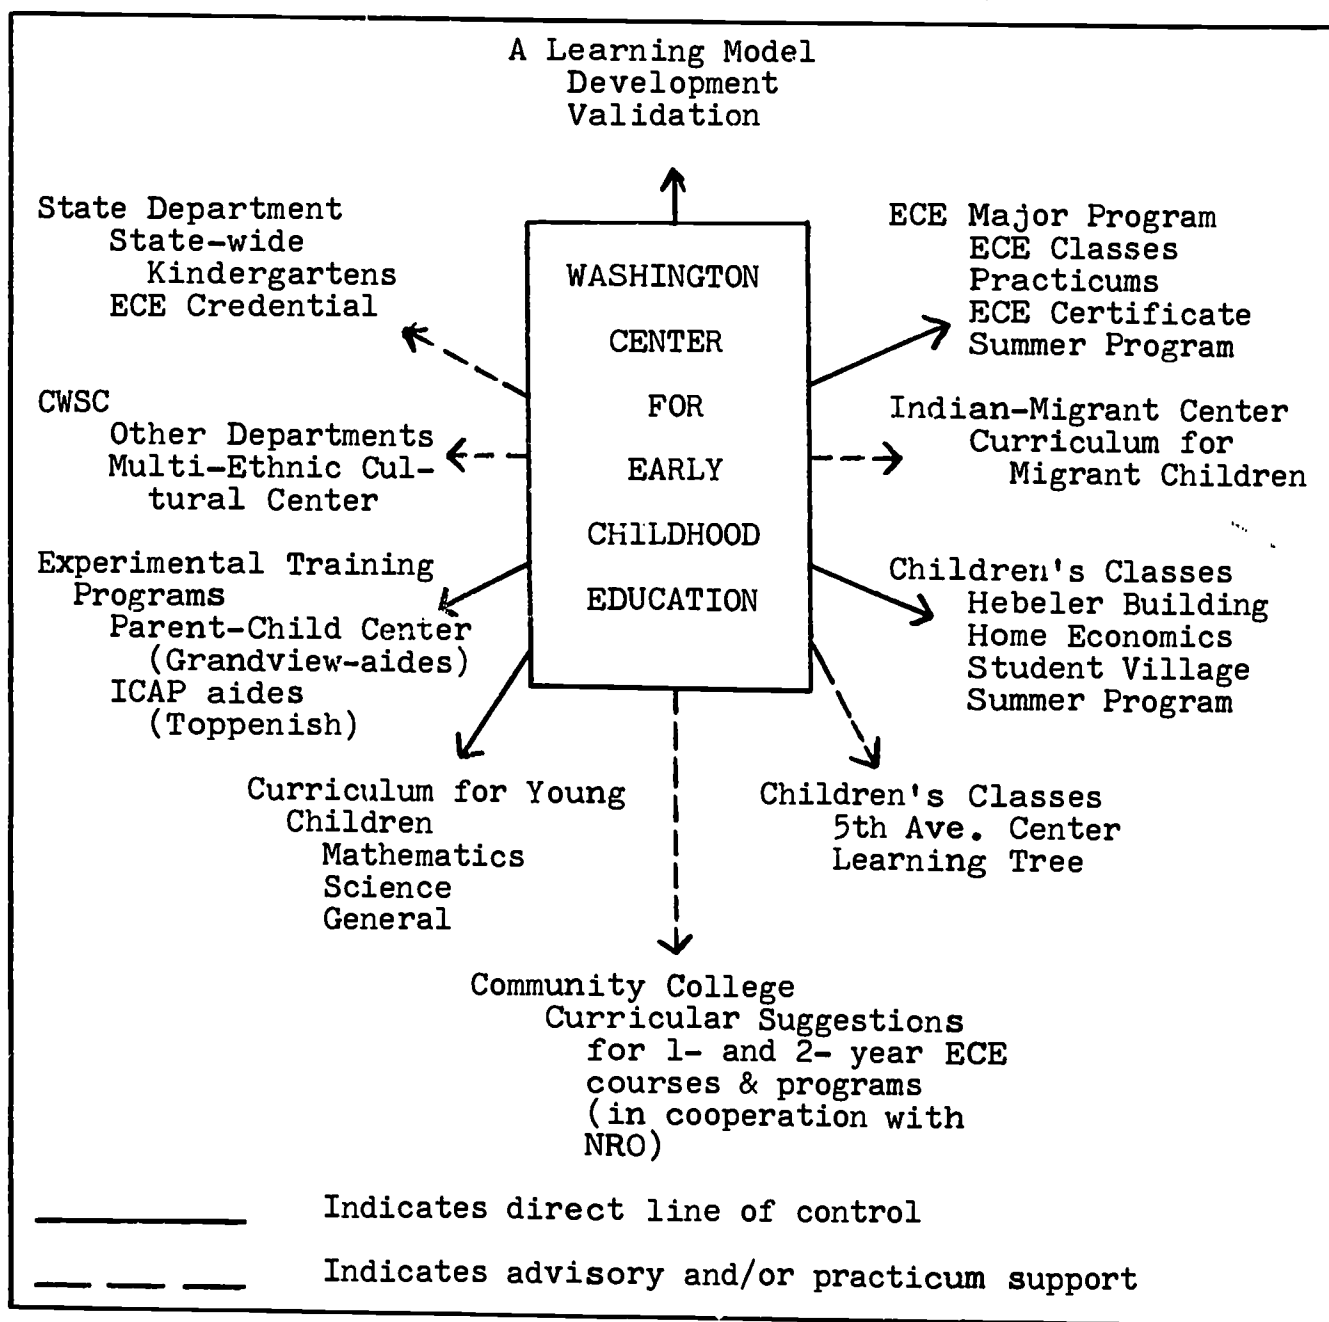 A Learning Model
Development
Validation
State Department
State-wide
Kindergartens
ECE Credential
CWSC
Other Departments
Multi-Ethnic Cul-
tural Center
Experimental Training
Programs
Parent-Child Center
(Grandview-aides)
ICAP aides
(Toppenish)
Curriculum for Young
Children
Mathematics
Science
General
WASHINGTON
CENTER
FOR
EARLY
CHILDHOOD
EDUCATION
ECE Major Program
ECE Classes
Practicums
ECE Certificate
Summer Program
Indian-Migrant Center
Curriculum for
Migrant Children
Children's Classes
Hebeler Building
Home Economics
Student Village
Summer Program
Children's Classes
5th Ave. Center
Learning Tree
Community College
Curricular Suggestions
for 1- and 2- year ECE
courses & programs
(in cooperation with
NRO)
Indicates direct line of control
Indicates advisory and/or practicum support